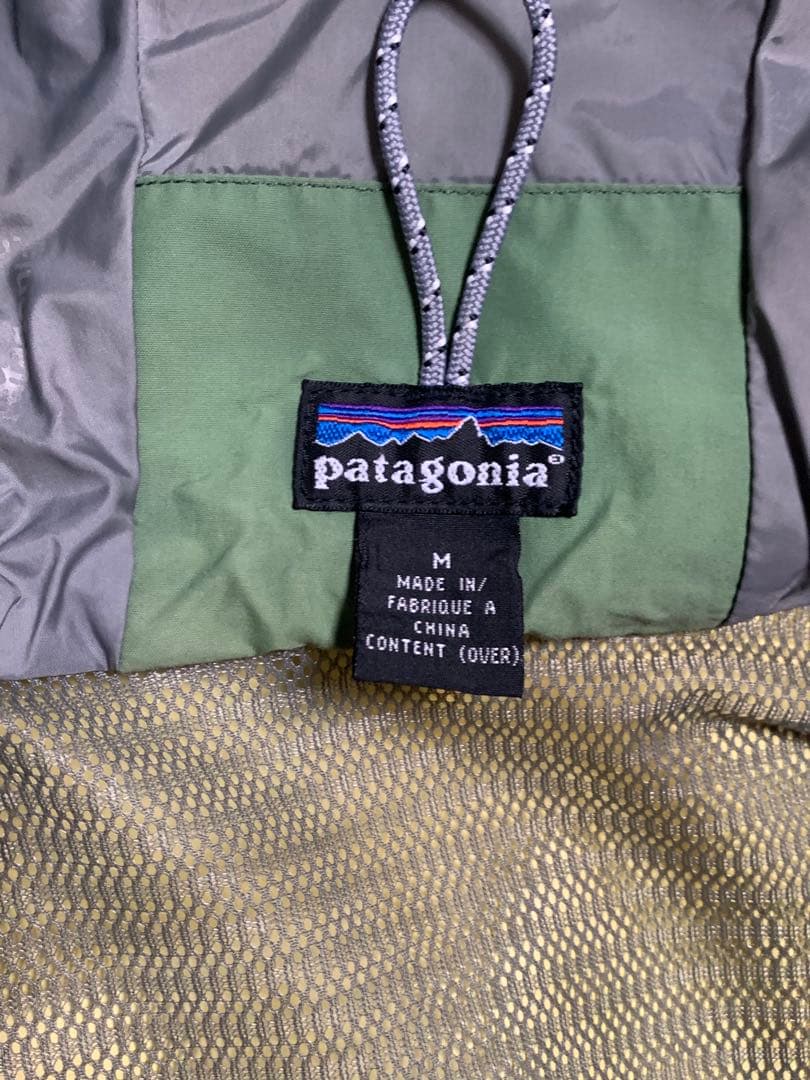 patagonia®
M
MADE IN/
FABRIQUE A
CHINA
CONTENT (OVER)